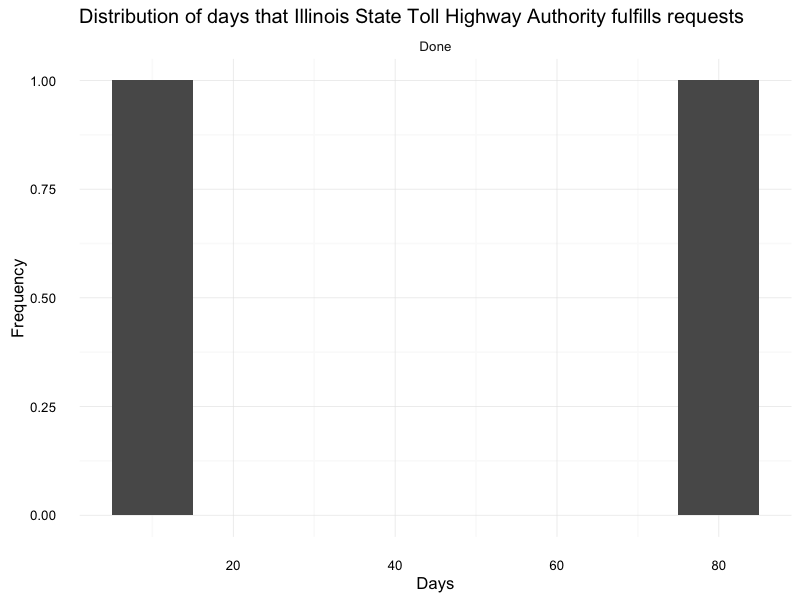 Distribution of days that Illinois State Toll Highway Authority fulfills requests
Done
1.00
0.75
0.50
0.25
0.00
Frequency
20 40 60 80
Days